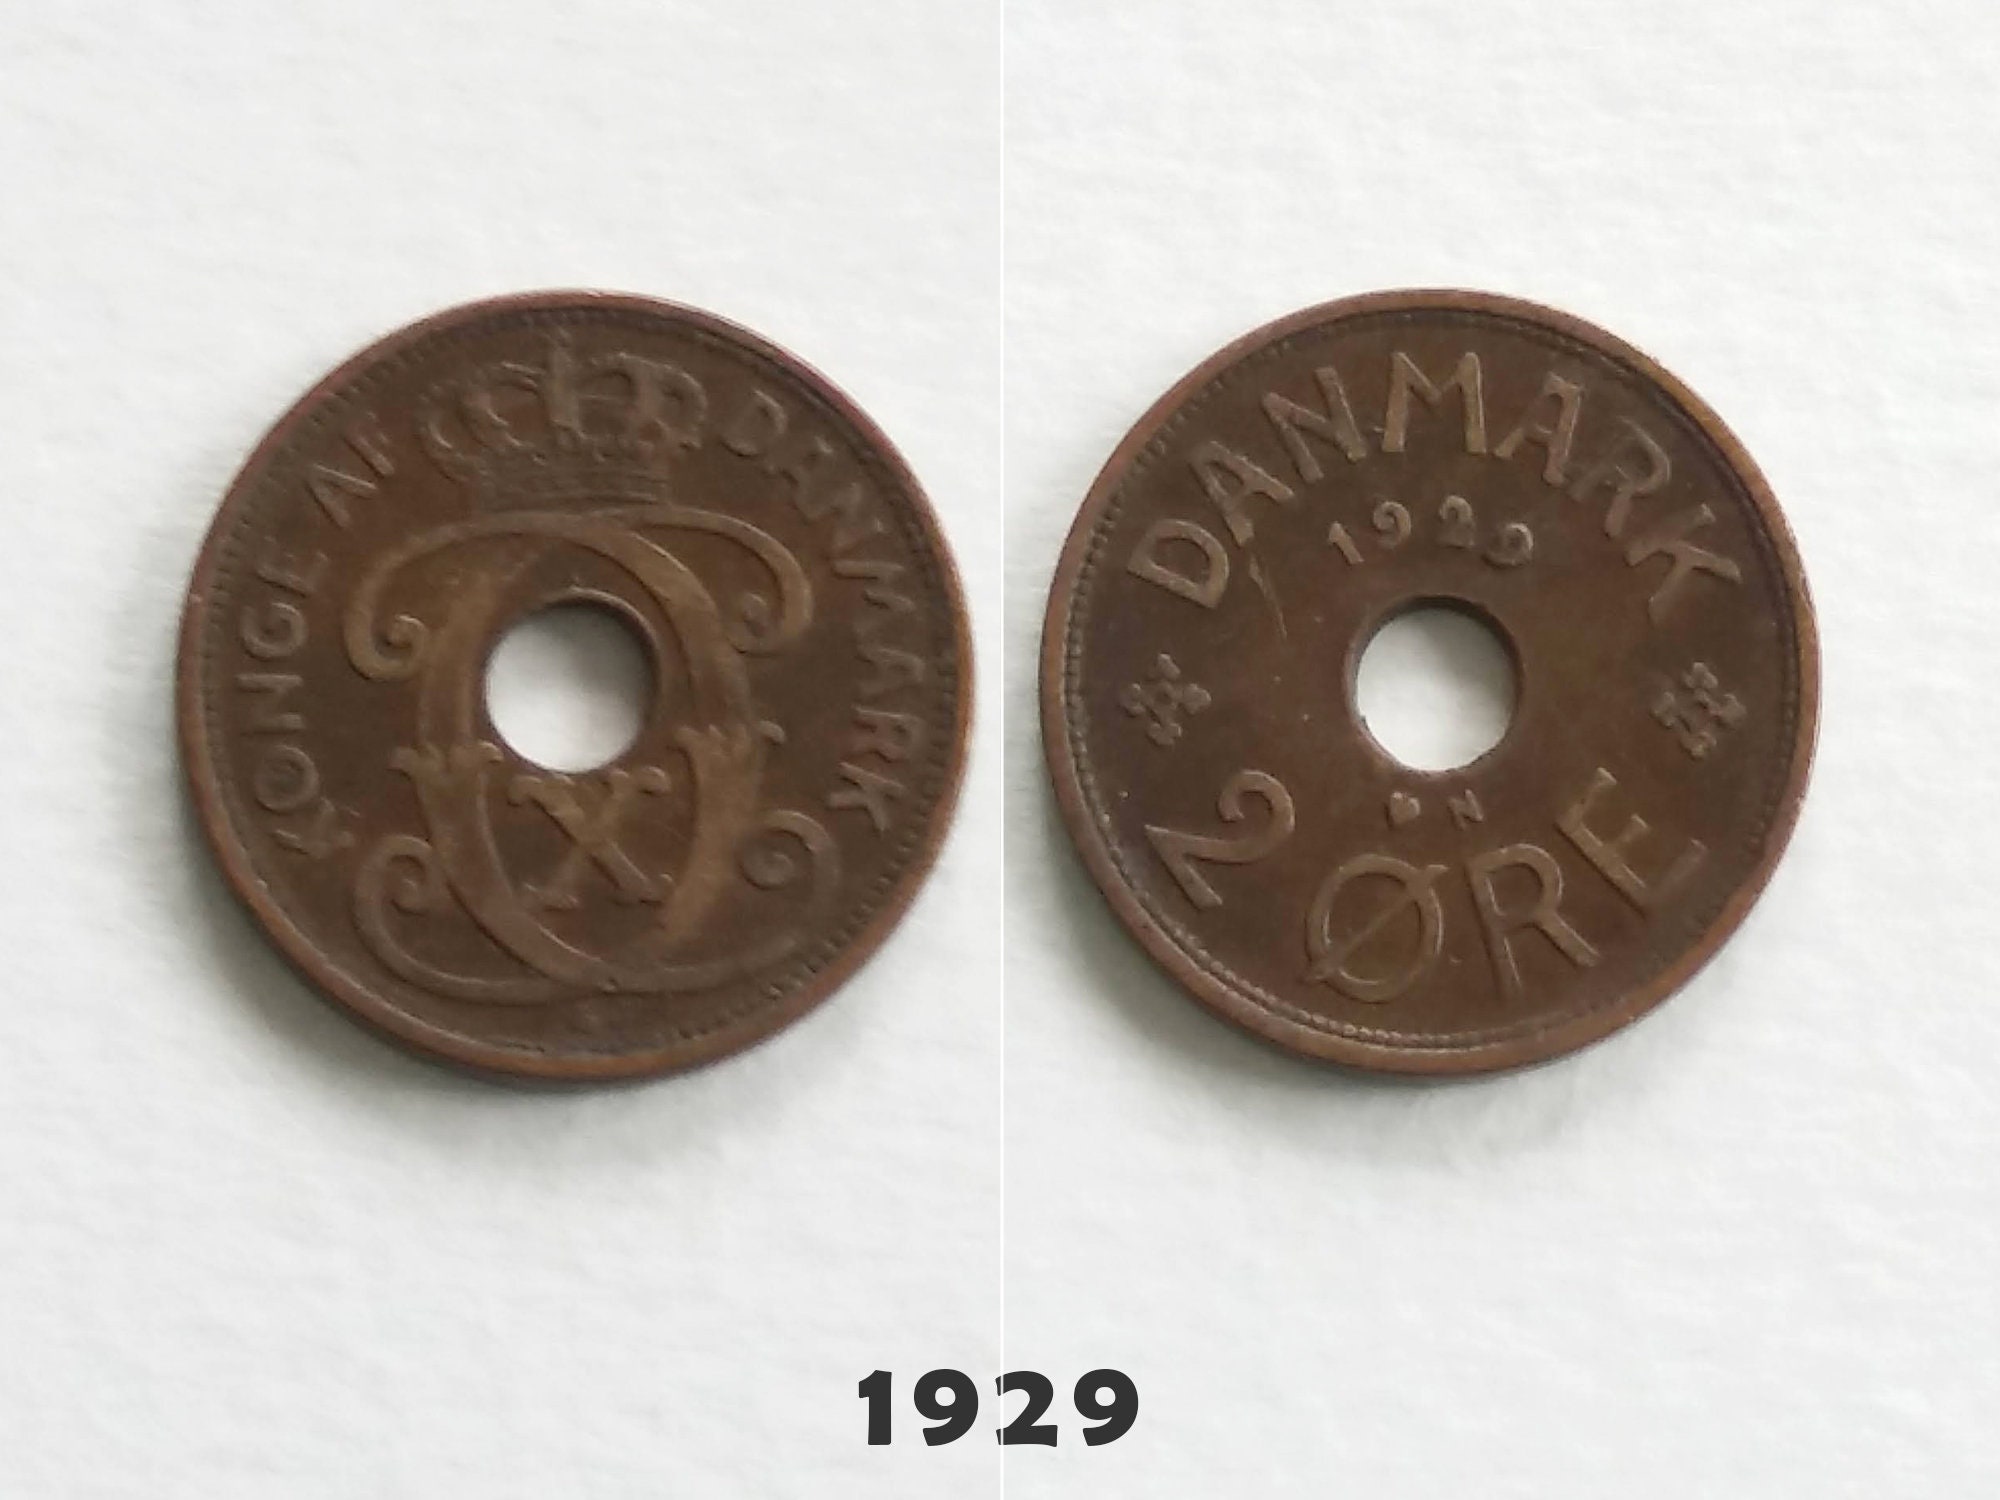 KONGE AF DANMARK
X
DANMARK
1929
N
2 ØRE
1929